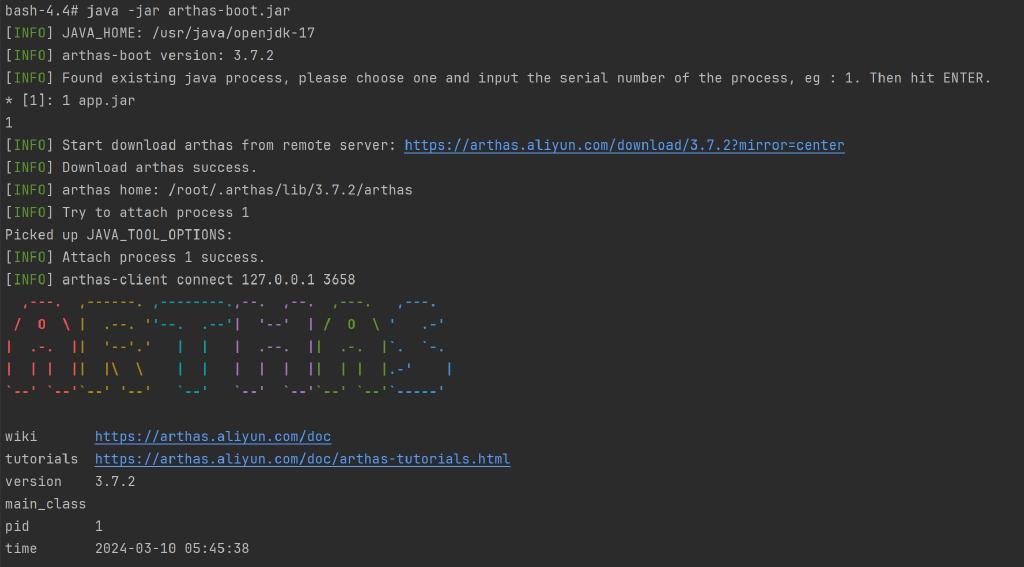 bash-4.4# java -jar arthas-boot.jar
[INFO] JAVA_HOME: /usr/java/openjdk-17
[INFO] arthas-boot version: 3.7.2
[INFO] Found existing java process, please choose one and input the serial number of the process, eg : 1. Then hit ENTER.
* [1]: 1 app.jar
1
[INFO] Start download arthas from remote server: https://arthas.aliyun.com/download/3.7.2?mirror=center
[INFO] Download arthas success.
[INFO] arthas home: /root/.arthas/lib/3.7.2/arthas
[INFO] Try to attach process 1
Picked up JAVA_TOOL_OPTIONS:
[INFO] Attach process 1 success.
[INFO] arthas-client connect 127.0.0.1 3658
  ,---.  ,------. ,--------.,--.  ,--.  ,---.   ,---.
 /  O  \ |  .--. ''--.  .--'|  '--'  | /  O  \ '   .-'
|  .-.  ||  '--'.'   |  |   |  .--.  ||  .-.  |`.  `-.
|  | |  ||  |\  \    |  |   |  |  |  ||  | |  |.-'    |
`--' `--'`--' '--'   `--'   `--'  `--'`--' `--'`-----'
wiki       https://arthas.aliyun.com/doc
tutorials  https://arthas.aliyun.com/doc/arthas-tutorials.html
version    3.7.2
main_class
pid        1
time       2024-03-10 05:45:38